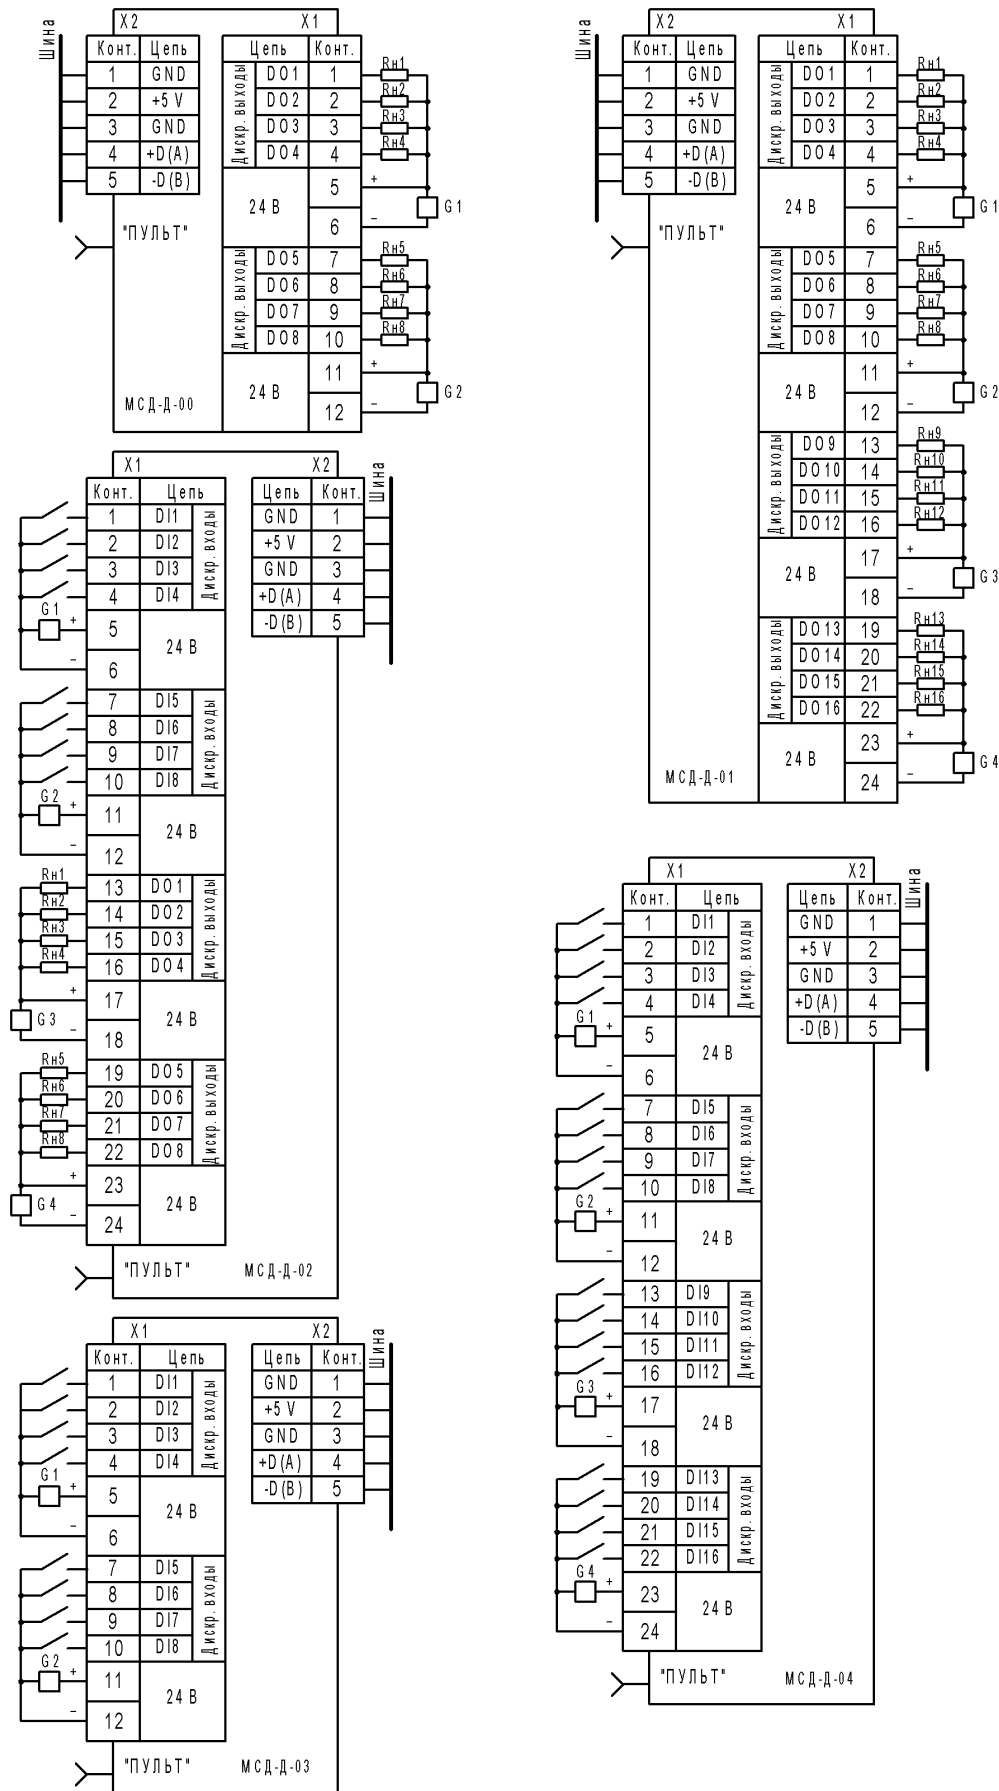 X2 X1
Шина
Конт. Цепь Цепь Конт.
1 GND DO1 1 Rн1
2 +5 V DO2 2 Rн2
3 GND DO3 3 Rн3
4 +D(A) DO4 4 Rн4
5 -D(B)
Дискр. выходы
24 В 5 + G1
6 −
"ПУЛЬТ"
DO5 7 Rн5
DO6 8 Rн6
DO7 9 Rн7
DO8 10 Rн8
Дискр. выходы
24 В 11 + G2
12 −
МСД-Д-00
X2 X1
Шина
Конт. Цепь Цепь Конт.
1 GND DO1 1 Rн1
2 +5 V DO2 2 Rн2
3 GND DO3 3 Rн3
4 +D(A) DO4 4 Rн4
5 -D(B)
Дискр. выходы
24 В 5 + G1
6 −
"ПУЛЬТ"
DO5 7 Rн5
DO6 8 Rн6
DO7 9 Rн7
DO8 10 Rн8
Дискр. выходы
24 В 11 + G2
12 −
DO9 13 Rн9
DO10 14 Rн10
DO11 15 Rн11
DO12 16 Rн12
Дискр. выходы
24 В 17 + G3
18 −
DO13 19 Rн13
DO14 20 Rн14
DO15 21 Rн15
DO16 22 Rн16
Дискр. выходы
24 В 23 + G4
24 −
МСД-Д-01
X1 X2
Шина
Конт. Цепь Цепь Конт.
1 DI1 GND 1
2 DI2 +5 V 2
3 DI3 GND 3
4 DI4 +D(A) 4
-D(B) 5
Дискр. входы
G1 + 5 24 В
− 6
7 DI5
8 DI6
9 DI7
10 DI8
Дискр. входы
G2 + 11 24 В
− 12
Rн1 13 DO1
Rн2 14 DO2
Rн3 15 DO3
Rн4 16 DO4
Дискр. выходы
G3 + 17 24 В
− 18
Rн5 19 DO5
Rн6 20 DO6
Rн7 21 DO7
Rн8 22 DO8
Дискр. выходы
G4 + 23 24 В
− 24
"ПУЛЬТ" МСД-Д-02
X1 X2
Шина
Конт. Цепь Цепь Конт.
1 DI1 GND 1
2 DI2 +5 V 2
3 DI3 GND 3
4 DI4 +D(A) 4
-D(B) 5
Дискр. входы
G1 + 5 24 В
− 6
7 DI5
8 DI6
9 DI7
10 DI8
Дискр. входы
G2 + 11 24 В
− 12
"ПУЛЬТ" МСД-Д-03
X1 X2
Шина
Конт. Цепь Цепь Конт.
1 DI1 GND 1
2 DI2 +5 V 2
3 DI3 GND 3
4 DI4 +D(A) 4
-D(B) 5
Дискр. входы
G1 + 5 24 В
− 6
7 DI5
8 DI6
9 DI7
10 DI8
Дискр. входы
G2 + 11 24 В
− 12
13 DI9
14 DI10
15 DI11
16 DI12
Дискр. входы
G3 + 17 24 В
− 18
19 DI13
20 DI14
21 DI15
22 DI16
Дискр. входы
G4 + 23 24 В
− 24
"ПУЛЬТ" МСД-Д-04